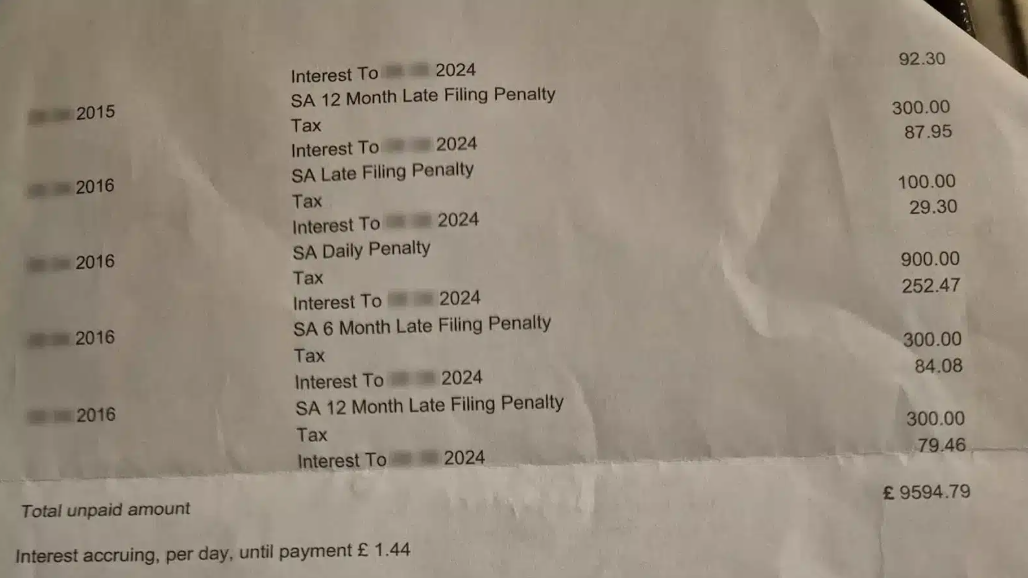 Interest To 2024 92.30
2015 SA 12 Month Late Filing Penalty
Tax 300.00
Interest To 2024 87.95
2016 SA Late Filing Penalty
Tax 100.00
Interest To 2024 29.30
2016 SA Daily Penalty
Tax 900.00
Interest To 2024 252.47
2016 SA 6 Month Late Filing Penalty
Tax 300.00
Interest To 2024 84.08
2016 SA 12 Month Late Filing Penalty
Tax 300.00
Interest To 2024 79.46
Total unpaid amount £ 9594.79
Interest accruing, per day, until payment £ 1.44